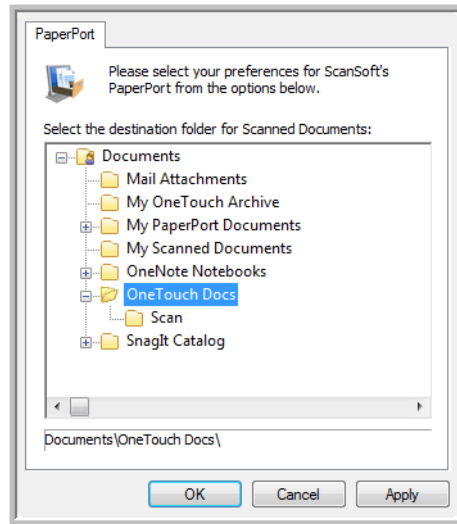 PaperPort
Please select your preferences for ScanSoft's
PaperPort from the options below.
Select the destination folder for Scanned Documents:
Documents
Mail Attachments
My OneTouch Archive
My PaperPort Documents
My Scanned Documents
OneNote Notebooks
OneTouch Docs
Scan
SnagIt Catalog
Documents\OneTouch Docs\
OK Cancel Apply